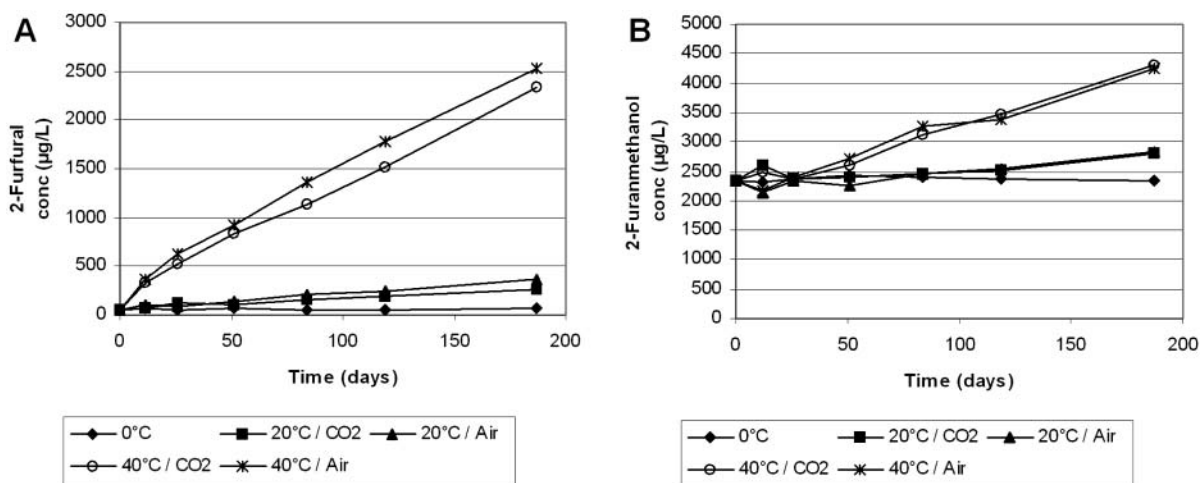 A
2-Furfural
conc (µg/L)
3000
2500
2000
1500
1000
500
0
0 50 100 150 200
Time (days)
0°C 20°C / CO2 20°C / Air
40°C / CO2 40°C / Air
B
2-Furanmethanol
conc (µg/L)
5000
4500
4000
3500
3000
2500
2000
1500
1000
500
0
0 50 100 150 200
Time (days)
0°C 20°C / CO2 20°C / Air
40°C / CO2 40°C / Air